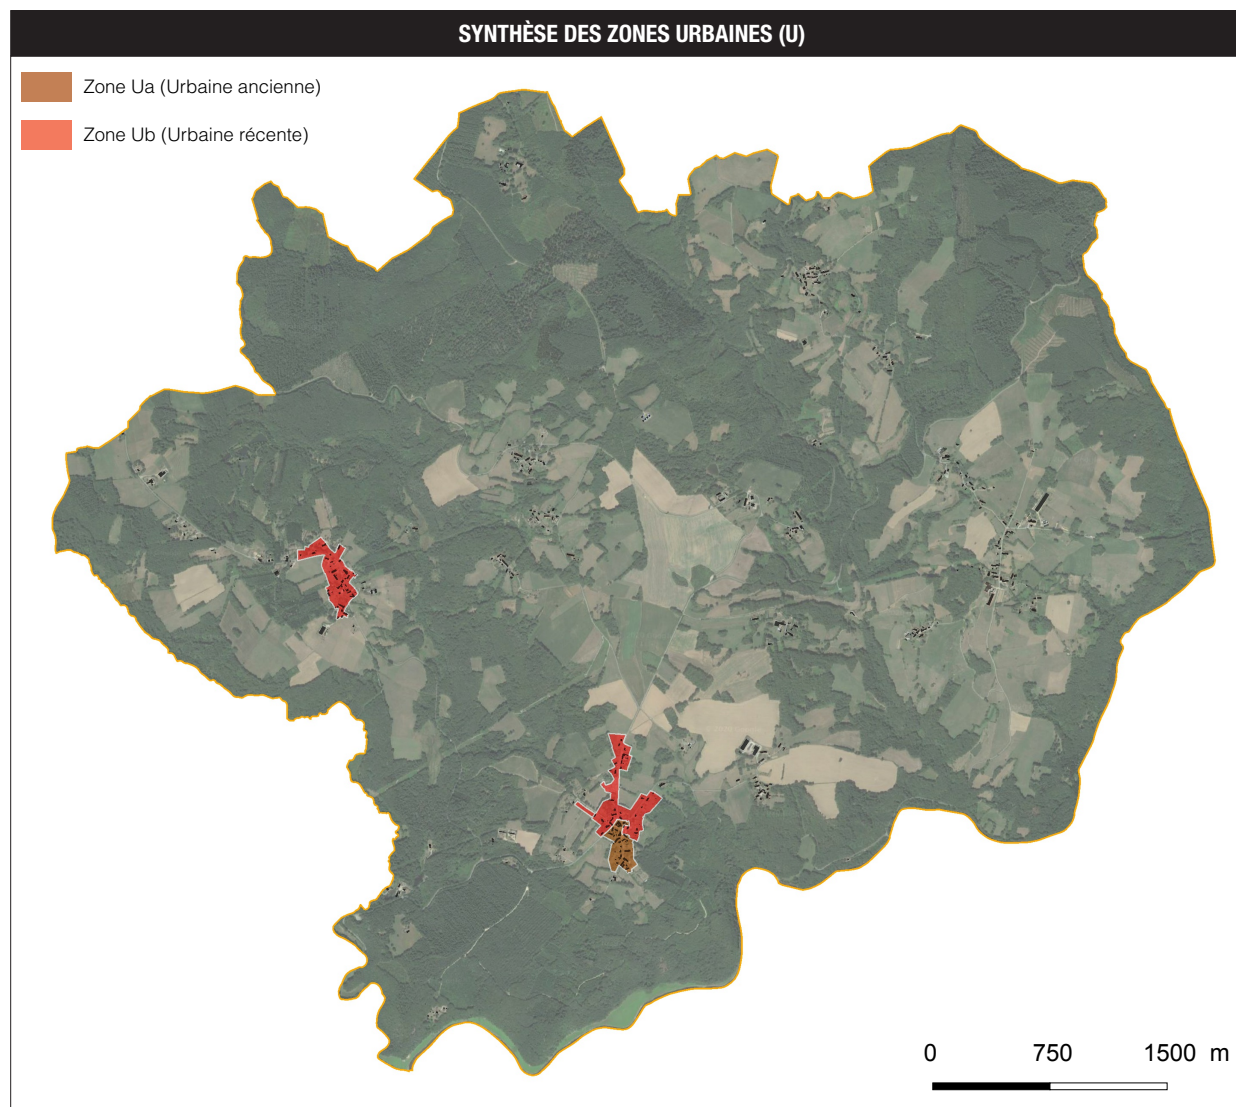 SYNTHÈSE DES ZONES URBAINES (U)
Zone Ua (Urbaine ancienne)
Zone Ub (Urbaine récente)
0 750 1500 m